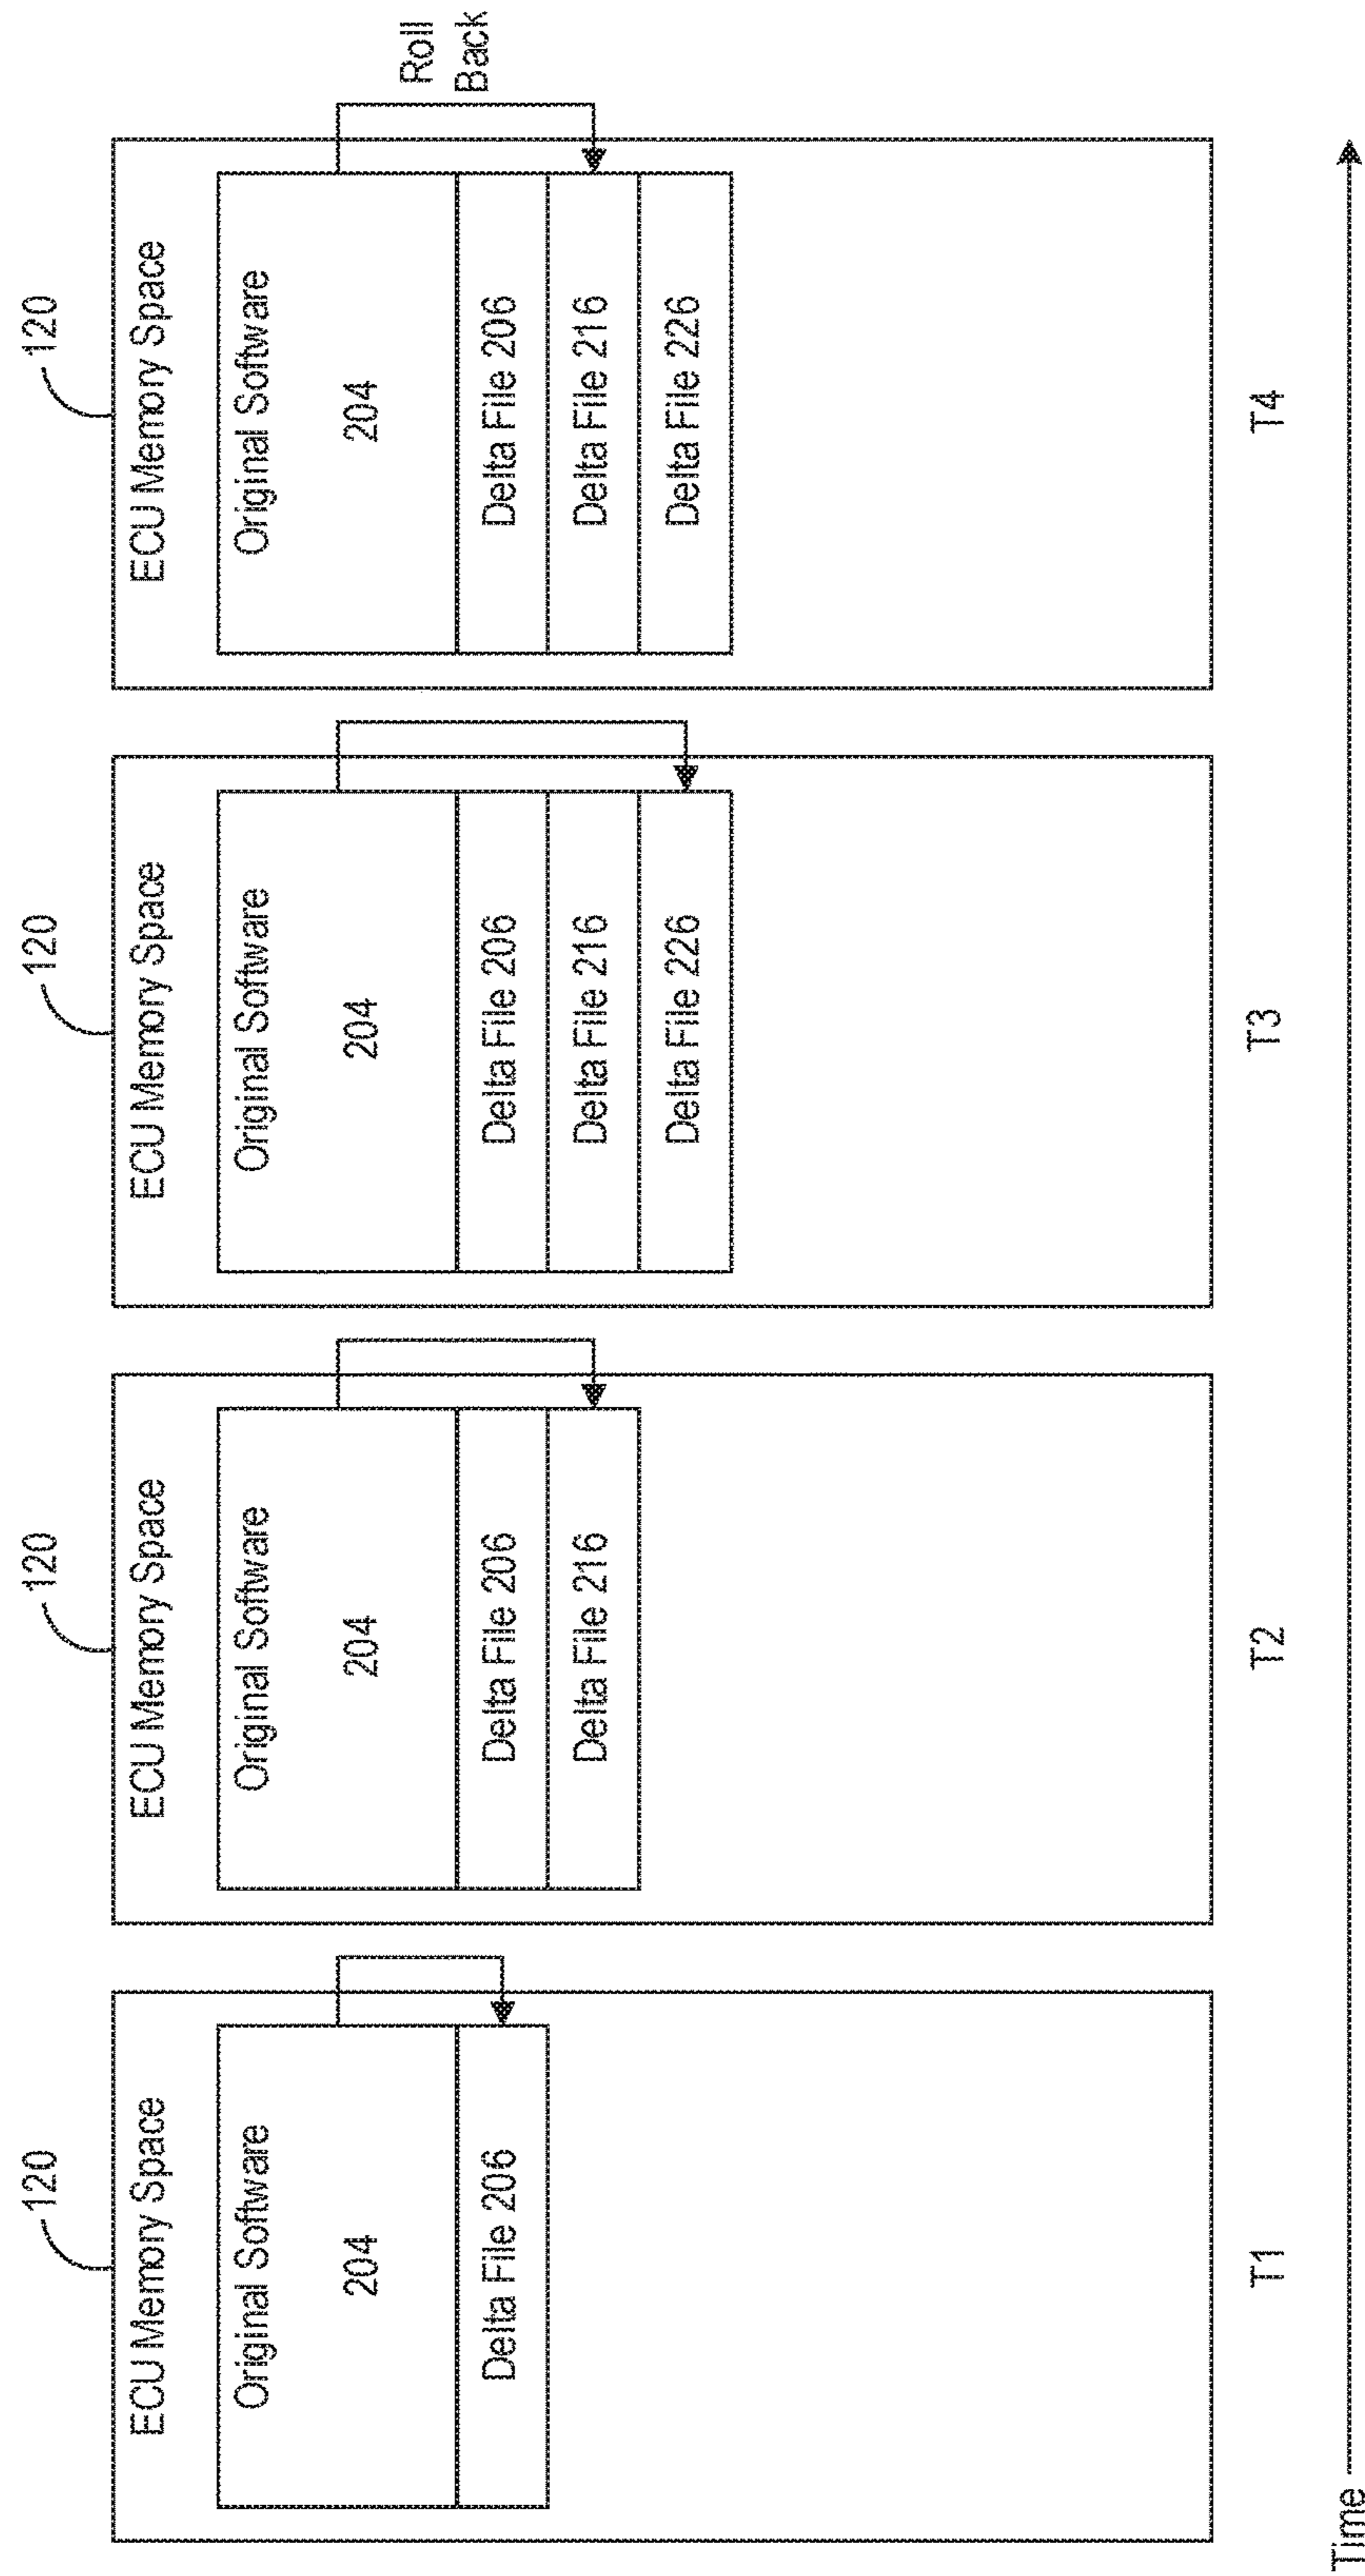 120
ECU Memory Space
Original Software
204
Delta File 206
T1
120
ECU Memory Space
Original Software
204
Delta File 206
Delta File 216
T2
120
ECU Memory Space
Original Software
204
Delta File 206
Delta File 216
Delta File 226
T3
120
ECU Memory Space
Original Software
204
Delta File 206
Delta File 216
Delta File 226
T4
Roll
Back
Time